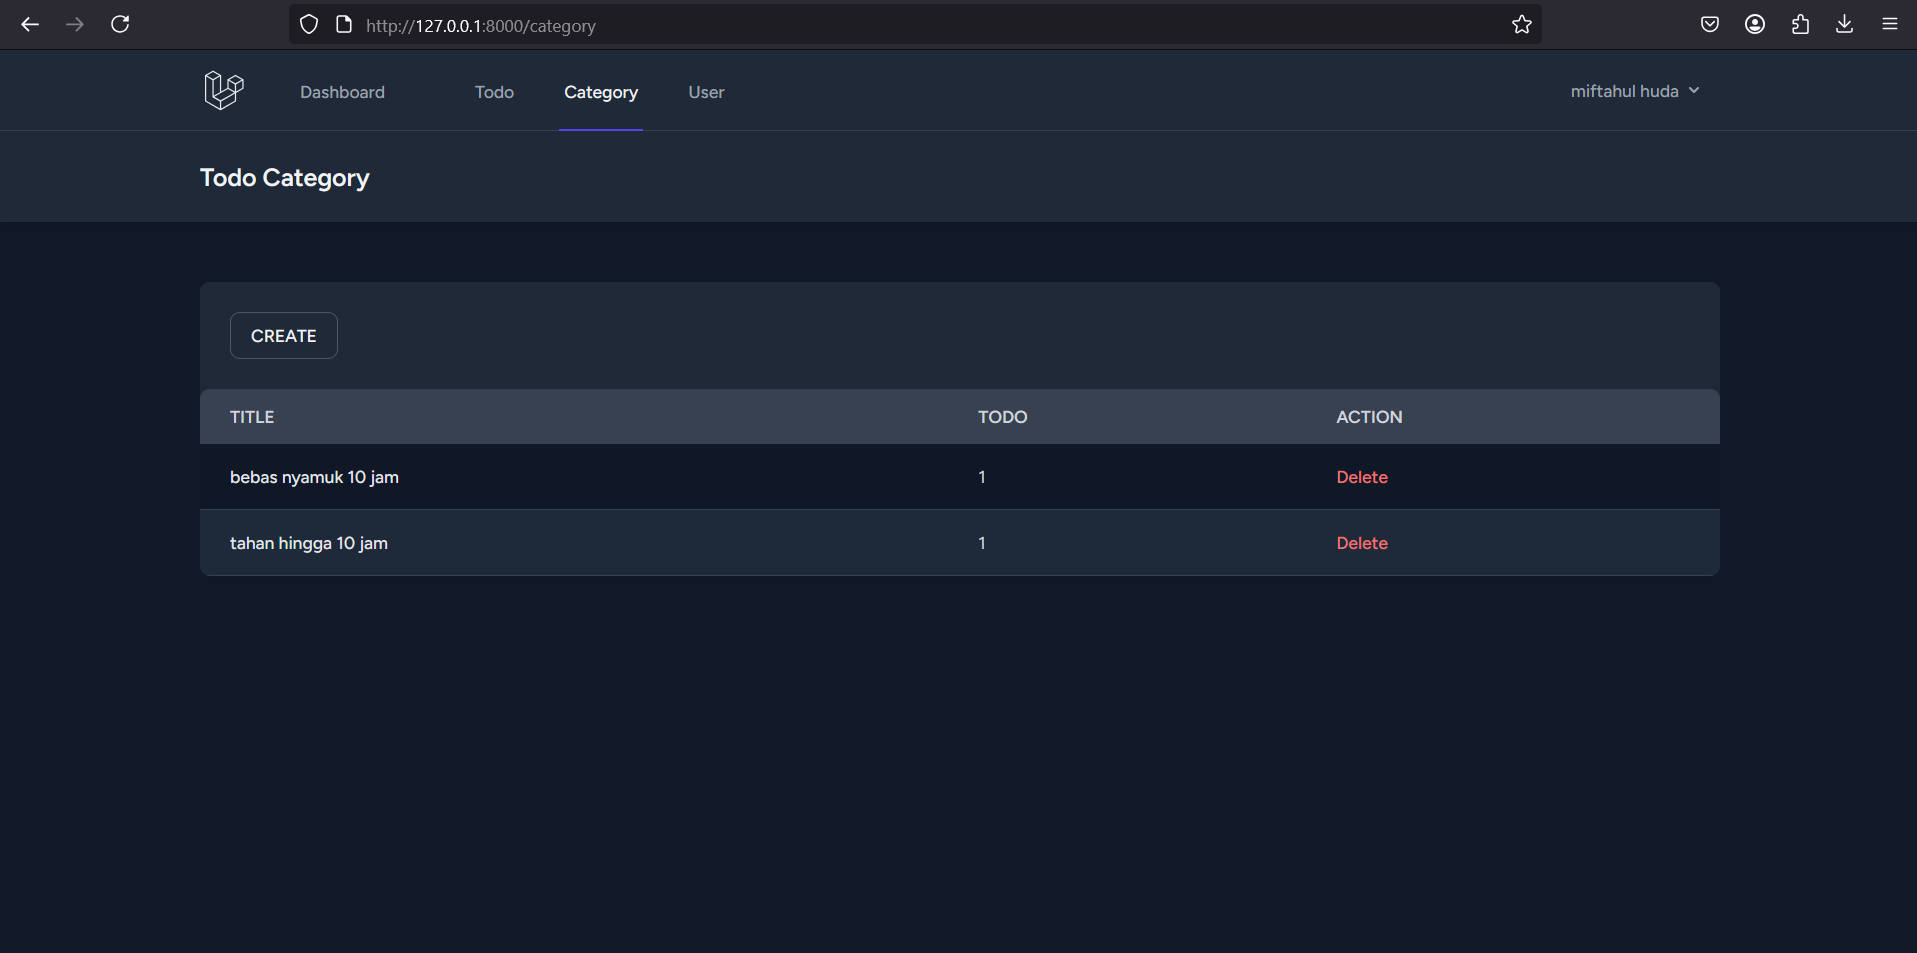 http://127.0.0.1:8000/category
Dashboard Todo Category User miftahul huda
Todo Category
CREATE
TITLE TODO ACTION
bebas nyamuk 10 jam 1 Delete
tahan hingga 10 jam 1 Delete